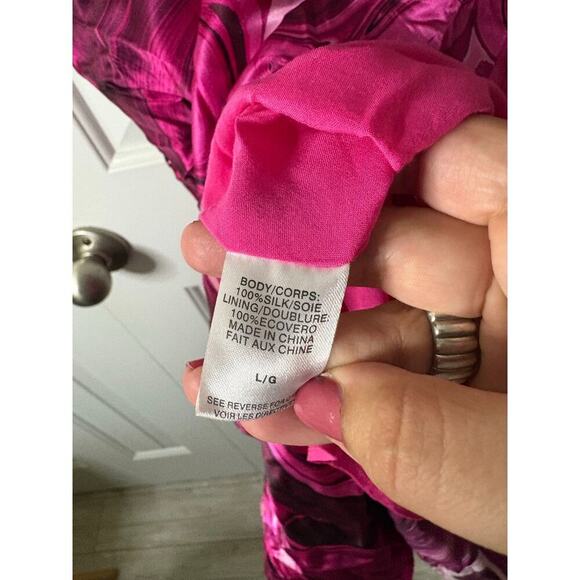 BODY/CORPS:
100%SILK/SOIE
LINING/DOUBLURE:
100%ECOVERO
MADE IN CHINA
FAIT AUX CHINE
L/G
SEE REVERSE FOR
VOIR LES